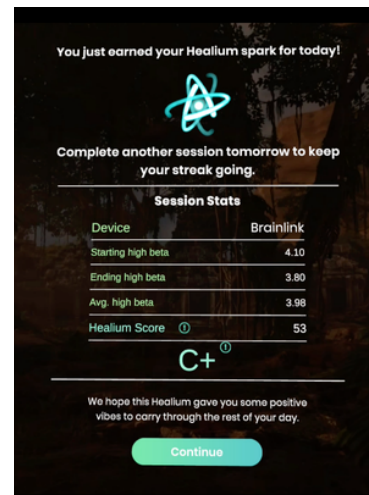 You just earned your Healium spark for today!
Complete another session tomorrow to keep
your streak going.
Session Stats
Device Brainlink
Starting high beta 4.10
Ending high beta 3.80
Avg. high beta 3.98
Healium Score 53
C+
We hope this Healium gave you some positive
vibes to carry through the rest of your day.
Continue